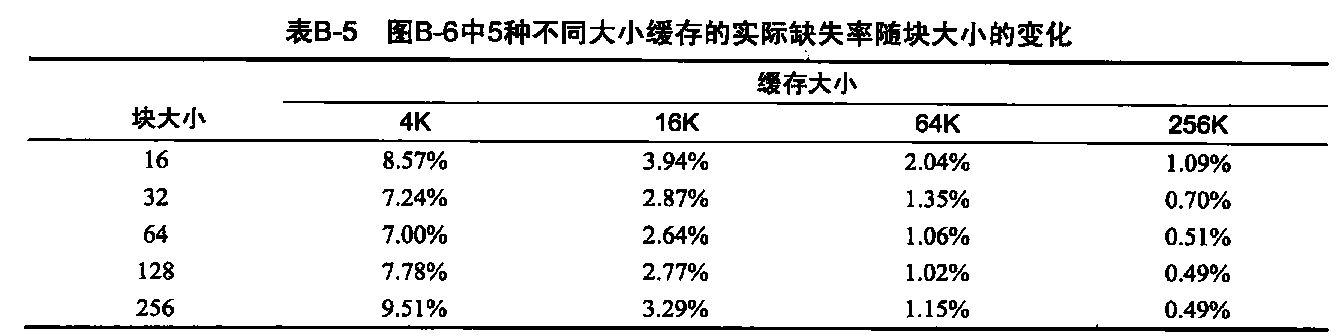 表B-5 图B-6中5种不同大小缓存的实际缺失率随块大小的变化
缓存大小
块大小 4K 16K 64K 256K
16 8.57% 3.94% 2.04% 1.09%
32 7.24% 2.87% 1.35% 0.70%
64 7.00% 2.64% 1.06% 0.51%
128 7.78% 2.77% 1.02% 0.49%
256 9.51% 3.29% 1.15% 0.49%